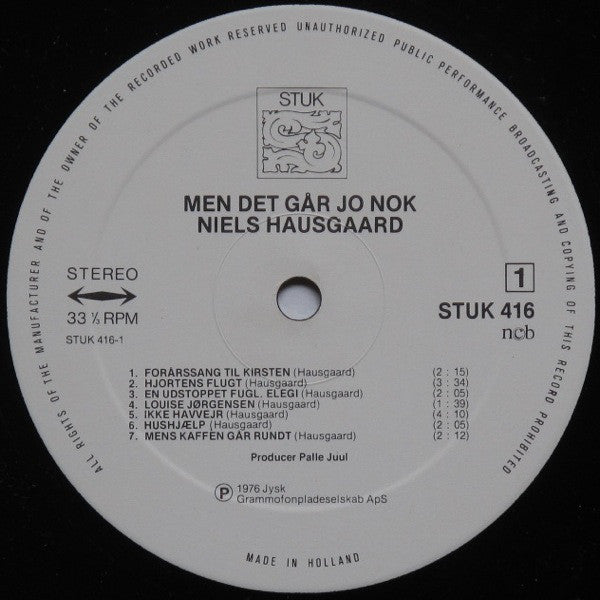 ALL RIGHTS OF THE MANUFACTURER AND OF THE OWNER OF THE RECORDED WORK RESERVED UNAUTHORIZED PUBLIC PERFORMANCE BROADCASTING AND COPYING OF THIS RECORD PROHIBITED
STUK
MEN DET GÅR JO NOK
NIELS HAUSGAARD
STEREO
33 ⅓ RPM
STUK 416-1
1
STUK 416
ncb
1. FORÅRSSANG TIL KIRSTEN (Hausgaard) (2 : 15)
2. HJORTENS FLUGT (Hausgaard) (3 : 34)
3. EN UDSTOPPET FUGL. ELEGI (Hausgaard) (2 : 05)
4. LOUISE JØRGENSEN (Hausgaard) (1 : 39)
5. IKKE HAVVEJR (Hausgaard) (4 : 10)
6. HUSHJÆLP (Hausgaard) (2 : 05)
7. MENS KAFFEN GÅR RUNDT (Hausgaard) (2 : 12)
Producer Palle Juul
Ⓟ 1976 Jysk
Grammofonpladeselskab ApS
MADE IN HOLLAND